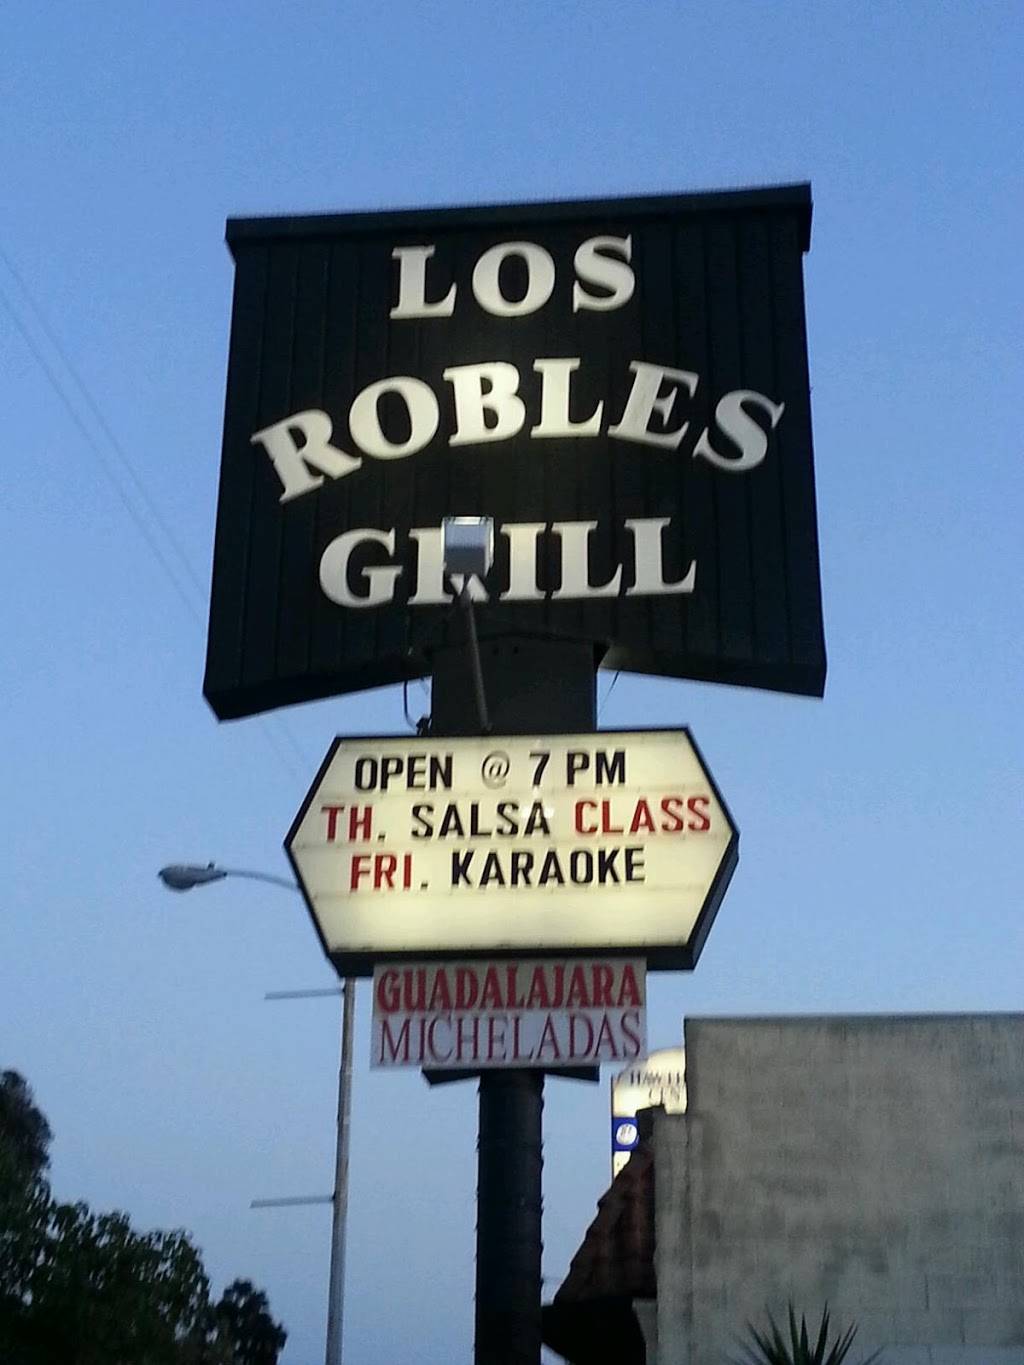 LOS
ROBLES
GRILL
OPEN @ 7 PM
TH. SALSA CLASS
FRI. KARAOKE
GUADALAJARA
MICHELADAS